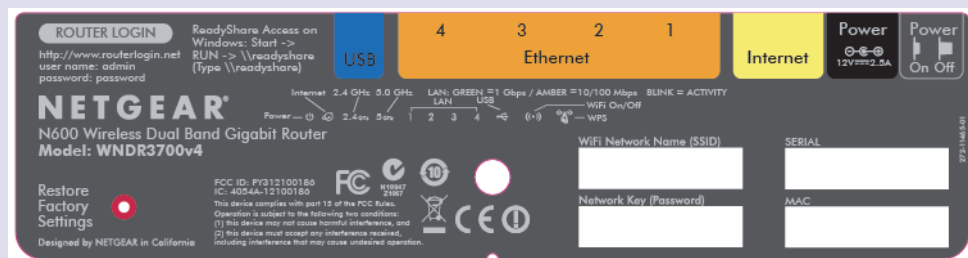 ROUTER LOGIN
http://www.routerlogin.net
user name: admin
password: password
ReadyShare Access on
Windows: Start ->
RUN -> \\readyshare
(Type \\readyshare)
USB
4 3 2 1
Ethernet
Internet
Power
12V 2.5A
Power
On Off
NETGEAR®
N600 Wireless Dual Band Gigabit Router
Model: WNDR3700v4
Internet 2.4 GHz 5.0 GHz LAN: GREEN =1 Gbps / AMBER =10/100 Mbps BLINK = ACTIVITY
LAN USB WiFi On/Off
Power 2.4GHz 5GHz 1 2 3 4 WPS
WiFi Network Name (SSID)
SERIAL
Network Key (Password)
MAC
272-11465-01
Restore
Factory
Settings
Designed by NETGEAR in California
FCC ID: PY312100186
IC: 4054A-12100186
This device complies with part 15 of the FCC Rules.
Operation is subject to the following two conditions:
(1) this device may not cause harmful interference, and
(2) this device must accept any interference received,
including interference that may cause undesired operation.
FC
N10947
10
CE